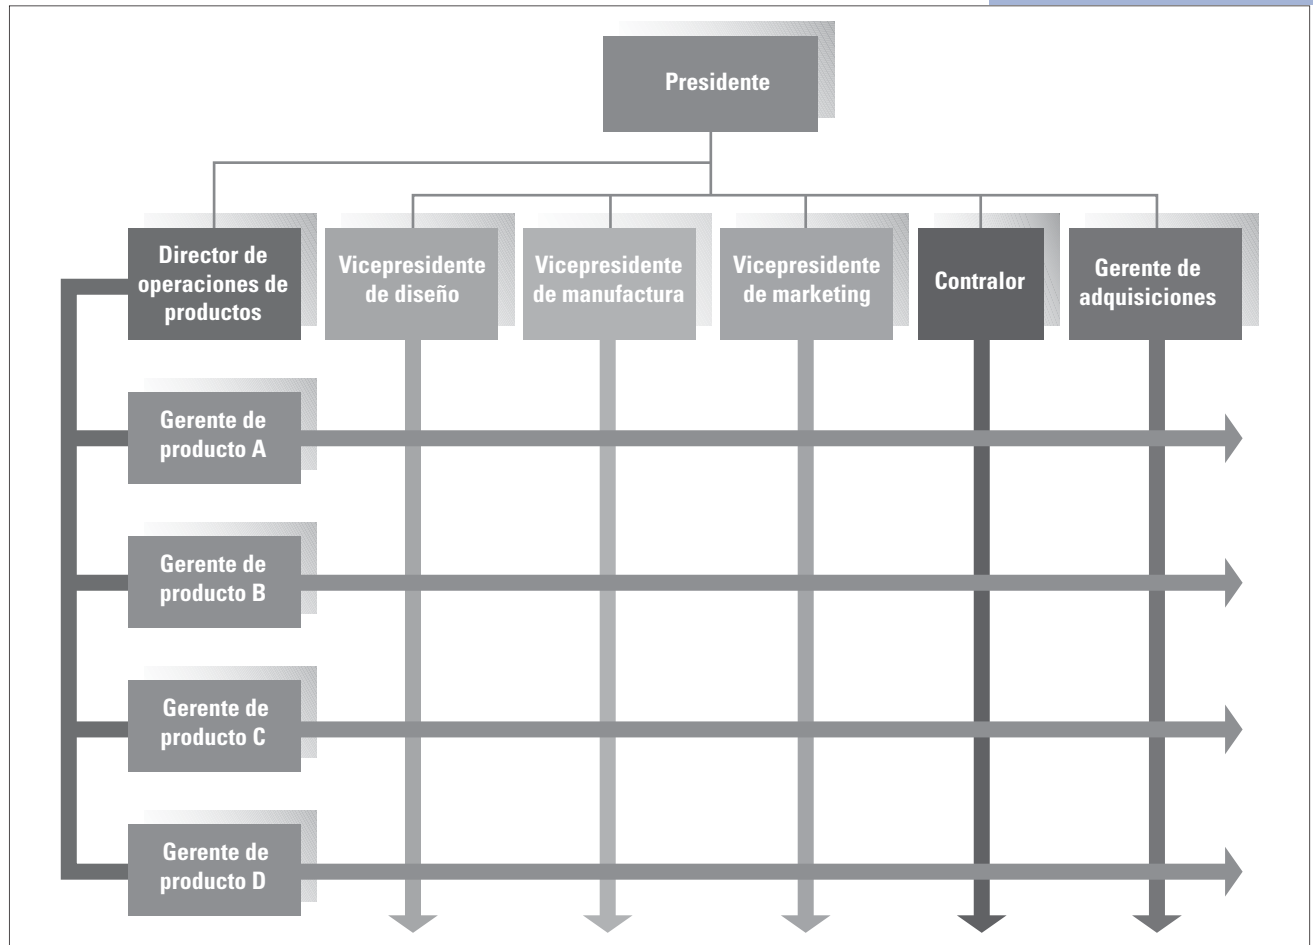 Presidente
Director de
operaciones de
productos
Vicepresidente
de diseño
Vicepresidente
de manufactura
Vicepresidente
de marketing
Contralor
Gerente de
adquisiciones
Gerente de
producto A
Gerente de
producto B
Gerente de
producto C
Gerente de
producto D